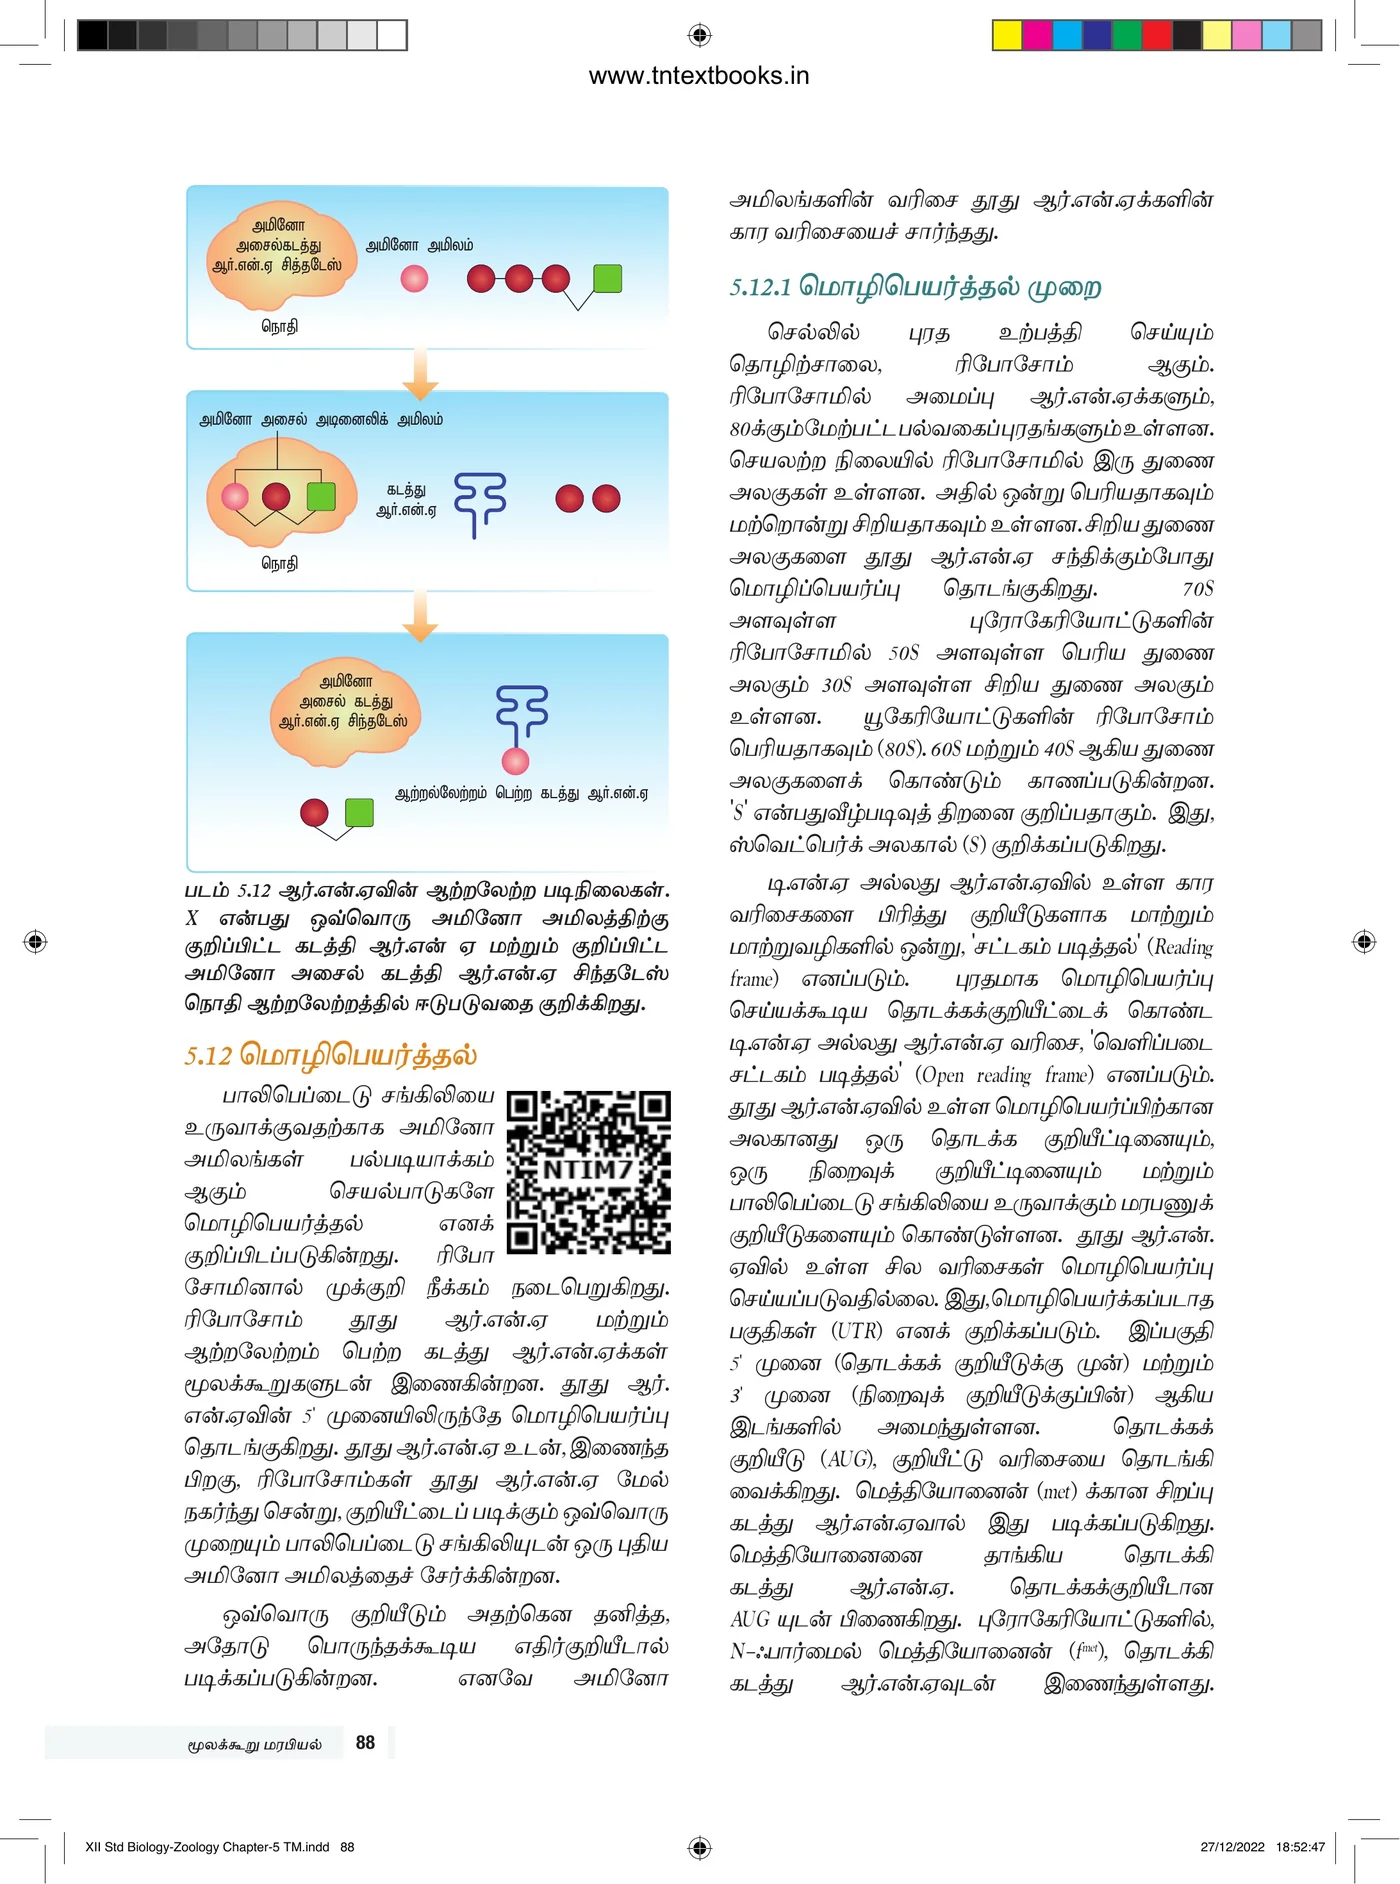 www.tntextbooks.in
அமினோ
அசைல்கடத்து
ஆர்.என்.ஏ சித்தடேஸ்
அமினோ அமிலம்
நொதி
அமினோ அசைல் அடினைலிக் அமிலம்
கடத்து
ஆர்.என்.ஏ
நொதி
அமினோ
அசைல் கடத்து
ஆர்.என்.ஏ சிந்தடேஸ்
ஆற்றல்லேற்றம் பெற்ற கடத்து ஆர்.என்.ஏ
படம் 5.12 ஆர்.என்.ஏவின் ஆற்றலேற்ற படிநிலைகள்.
X என்பது ஒவ்வொரு அமினோ அமிலத்திற்கு
குறிப்பிட்ட கடத்தி ஆர்.என் ஏ மற்றும் குறிப்பிட்ட
அமினோ அசைல் கடத்தி ஆர்.என்.ஏ சிந்தடேஸ்
நொதி ஆற்றலேற்றத்தில் ஈடுபடுவதை குறிக்கிறது.
5.12 மொழிபெயர்த்தல்
பாலிபெப்டைடு சங்கிலியை
உருவாக்குவதற்காக அமினோ
அமிலங்கள் பல்படியாக்கம்
ஆகும் செயல்பாடுகளே
மொழிபெயர்த்தல் எனக்
குறிப்பிடப்படுகின்றது. ரிபோ
NTIM7
சோமினால் முக்குறி நீக்கம் நடைபெறுகிறது.
ரிபோசோம் தூது ஆர்.என்.ஏ மற்றும்
ஆற்றலேற்றம் பெற்ற கடத்து ஆர்.என்.ஏக்கள்
மூலக்கூறுகளுடன் இணைகின்றன. தூது ஆர்.
என்.ஏவின் 5' முனையிலிருந்தே மொழிபெயர்ப்பு
தொடங்குகிறது. தூது ஆர்.என்.ஏ உடன், இணைந்த
பிறகு, ரிபோசோம்கள் தூது ஆர்.என்.ஏ மேல்
நகர்ந்து சென்று, குறியீட்டைப் படிக்கும் ஒவ்வொரு
முறையும் பாலிபெப்டைடு சங்கிலியுடன் ஒரு புதிய
அமினோ அமிலத்தைச் சேர்க்கின்றன.
ஒவ்வொரு குறியீடும் அதற்கென தனித்த,
அதோடு பொருந்தக்கூடிய எதிர்குறியீடால்
படிக்கப்படுகின்றன. எனவே அமினோ
அமிலங்களின் வரிசை தூது ஆர்.என்.ஏக்களின்
கார வரிசையைச் சார்ந்தது.
5.12.1 மொழிபெயர்த்தல் முறை
செல்லில் புரத உற்பத்தி செய்யும்
தொழிற்சாலை, ரிபோசோம் ஆகும்.
ரிபோசோமில் அமைப்பு ஆர்.என்.ஏக்களும்,
80க்கும்மேற்பட்ட பல்வகைப்புரதங்களும் உள்ளன.
செயலற்ற நிலையில் ரிபோசோமில் இரு துணை
அலகுகள் உள்ளன. அதில் ஒன்று பெரியதாகவும்
மற்றொன்று சிறியதாகவும் உள்ளன. சிறிய துணை
அலகுகளை தூது ஆர்.என்.ஏ சந்திக்கும்போது
மொழிப்பெயர்ப்பு தொடங்குகிறது. 70S
அளவுள்ள புரோகேரியோட்டுகளின்
ரிபோசோமில் 50S அளவுள்ள பெரிய துணை
அலகும் 30S அளவுள்ள சிறிய துணை அலகும்
உள்ளன. யூகேரியோட்டுகளின் ரிபோசோம்
பெரியதாகவும் (80S). 60S மற்றும் 40S ஆகிய துணை
அலகுகளைக் கொண்டும் காணப்படுகின்றன.
'S' என்பதுவீழ்படிவுத் திறனை குறிப்பதாகும். இது,
ஸ்வெட்பெர்க் அலகால் (S) குறிக்கப்படுகிறது.
டி.என்.ஏ அல்லது ஆர்.என்.ஏவில் உள்ள கார
வரிசைகளை பிரித்து குறியீடுகளாக மாற்றும்
மாற்றுவழிகளில் ஒன்று, 'சட்டகம் படித்தல்' (Reading
frame) எனப்படும். புரதமாக மொழிபெயர்ப்பு
செய்யக்கூடிய தொடக்கக்குறியீட்டைக் கொண்ட
டி.என்.ஏ அல்லது ஆர்.என்.ஏ வரிசை, 'வெளிப்படை
சட்டகம் படித்தல்' (Open reading frame) எனப்படும்.
தூது ஆர்.என்.ஏவில் உள்ள மொழிபெயர்ப்பிற்கான
அலகானது ஒரு தொடக்க குறியீட்டினையும்,
ஒரு நிறைவுக் குறியீட்டினையும் மற்றும்
பாலிபெப்டைடு சங்கிலியை உருவாக்கும் மரபணுக்
குறியீடுகளையும் கொண்டுள்ளன. தூது ஆர்.என்.
ஏவில் உள்ள சில வரிசைகள் மொழிபெயர்ப்பு
செய்யப்படுவதில்லை. இது,மொழிபெயர்க்கப்படாத
பகுதிகள் (UTR) எனக் குறிக்கப்படும். இப்பகுதி
5' முனை (தொடக்கக் குறியீடுக்கு முன்) மற்றும்
3' முனை (நிறைவுக் குறியீடுக்குப்பின்) ஆகிய
இடங்களில் அமைந்துள்ளன. தொடக்கக்
குறியீடு (AUG), குறியீட்டு வரிசையை தொடங்கி
வைக்கிறது. மெத்தியோனைன் (met) க்கான சிறப்பு
கடத்து ஆர்.என்.ஏவால் இது படிக்கப்படுகிறது.
மெத்தியோனைனை தாங்கிய தொடக்கி
கடத்து ஆர்.என்.ஏ. தொடக்கக்குறியீடான
AUG யுடன் பிணைகிறது. புரோகேரியோட்டுகளில்,
N-ஃபார்மைல் மெத்தியோனைன் (fmet), தொடக்கி
கடத்து ஆர்.என்.ஏவுடன் இணைந்துள்ளது.
மூலக்கூறு மரபியல் 88
XII Std Biology-Zoology Chapter-5 TM.indd 88
27/12/2022 18:52:47